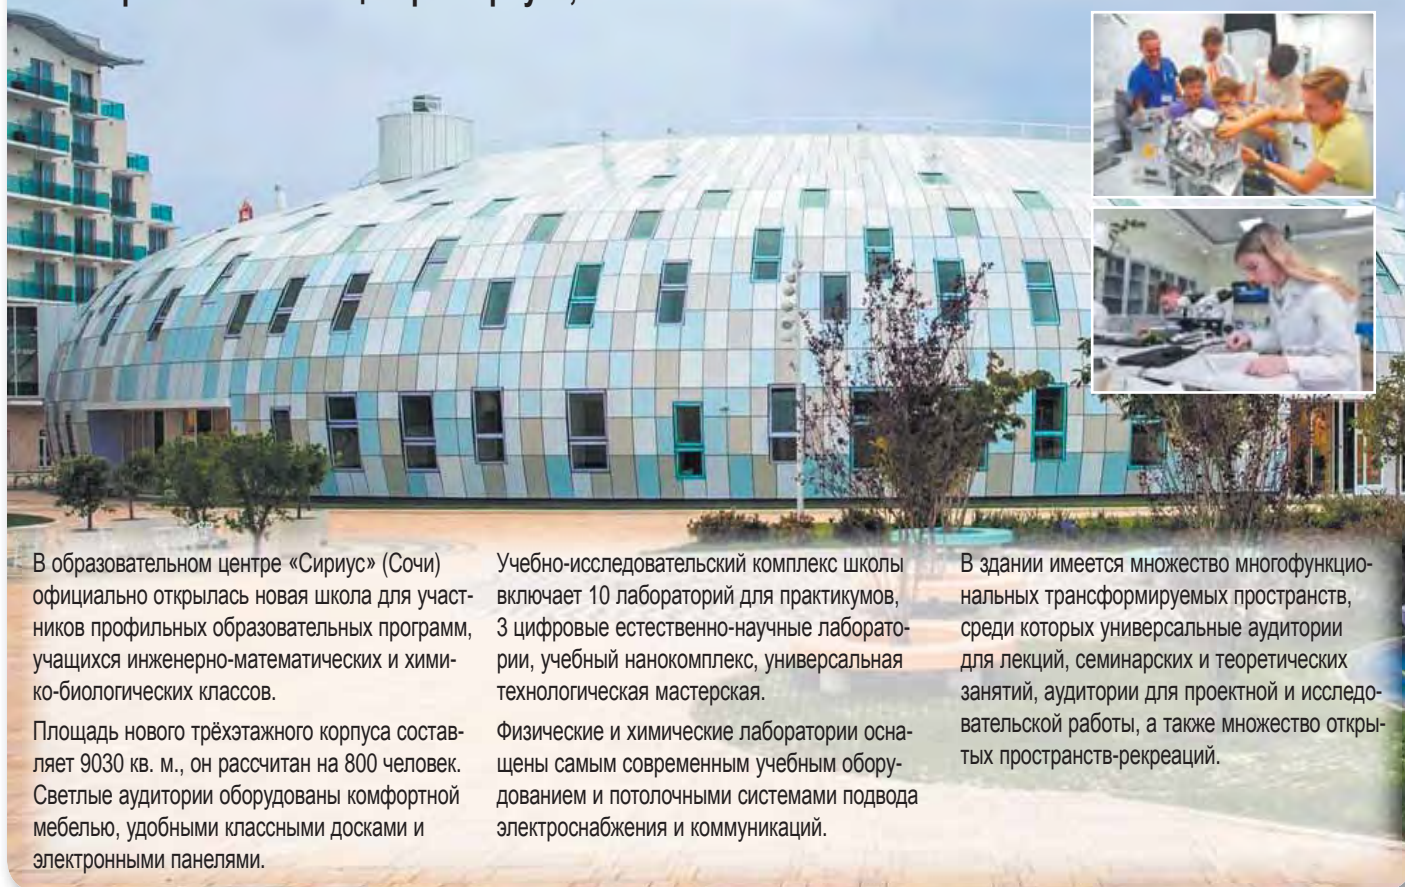 В образовательном центре «Сириус» (Сочи)
официально открылась новая школа для участ-
ников профильных образовательных программ,
учащихся инженерно-математических и хими-
ко-биологических классов.
Площадь нового трёхэтажного корпуса состав-
ляет 9030 кв. м., он рассчитан на 800 человек.
Светлые аудитории оборудованы комфортной
мебелью, удобными классными досками и
электронными панелями.
Учебно-исследовательский комплекс школы
включает 10 лабораторий для практикумов,
3 цифровые естественно-научные лаборато-
рии, учебный нанокомплекс, универсальная
технологическая мастерская.
Физические и химические лаборатории осна-
щены самым современным учебным обору-
дованием и потолочными системами подвода
электроснабжения и коммуникаций.
В здании имеется множество многофункцио-
нальных трансформируемых пространств,
среди которых универсальные аудитории
для лекций, семинарских и теоретических
занятий, аудитории для проектной и исследо-
вательской работы, а также множество откры-
тых пространств-рекреаций.